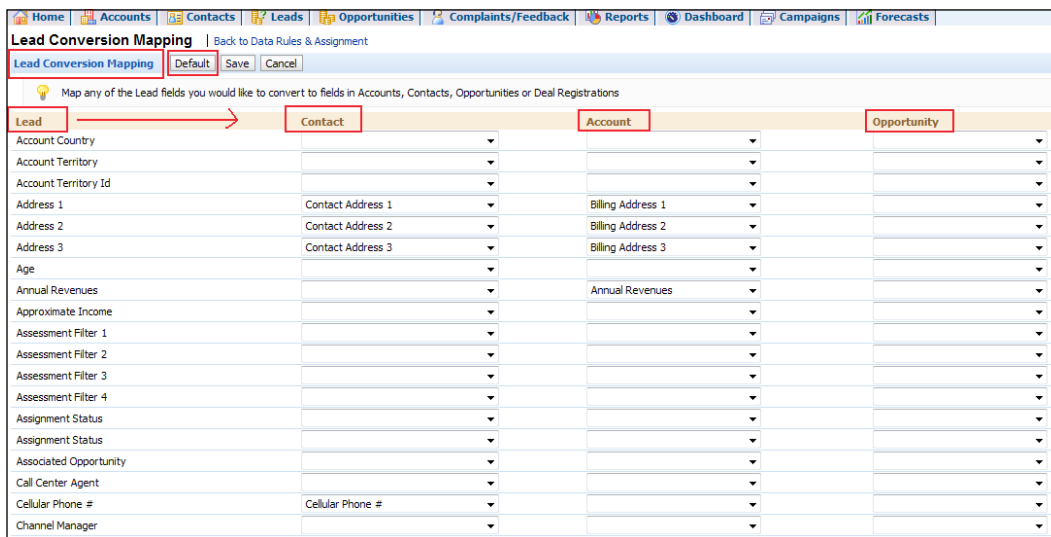 Home Accounts Contacts Leads Opportunities Complaints/Feedback Reports Dashboard Campaigns Forecasts
Lead Conversion Mapping | Back to Data Rules & Assignment
Lead Conversion Mapping Default Save Cancel
Map any of the Lead fields you would like to convert to fields in Accounts, Contacts, Opportunities or Deal Registrations
Lead Contact Account Opportunity
Account Country
Account Territory
Account Territory Id
Address 1 Contact Address 1 Billing Address 1
Address 2 Contact Address 2 Billing Address 2
Address 3 Contact Address 3 Billing Address 3
Age
Annual Revenues Annual Revenues
Approximate Income
Assessment Filter 1
Assessment Filter 2
Assessment Filter 3
Assessment Filter 4
Assignment Status
Assignment Status
Associated Opportunity
Call Center Agent
Cellular Phone # Cellular Phone #
Channel Manager